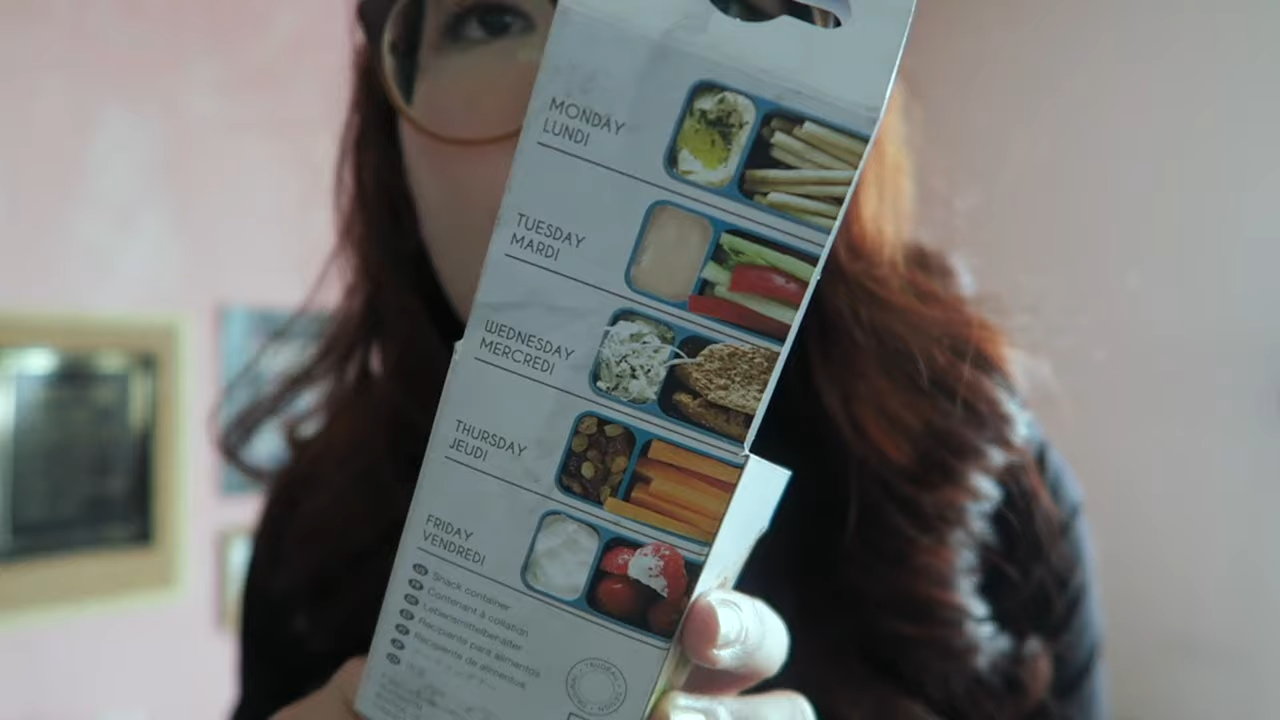 MONDAY
LUNDI
TUESDAY
MARDI
WEDNESDAY
MERCREDI
THURSDAY
JEUDI
FRIDAY
VENDREDI
Snack container
Contenant à collation
Lebensmittelbehälter
Recipiente para alimentos
Recipiente de alimentos